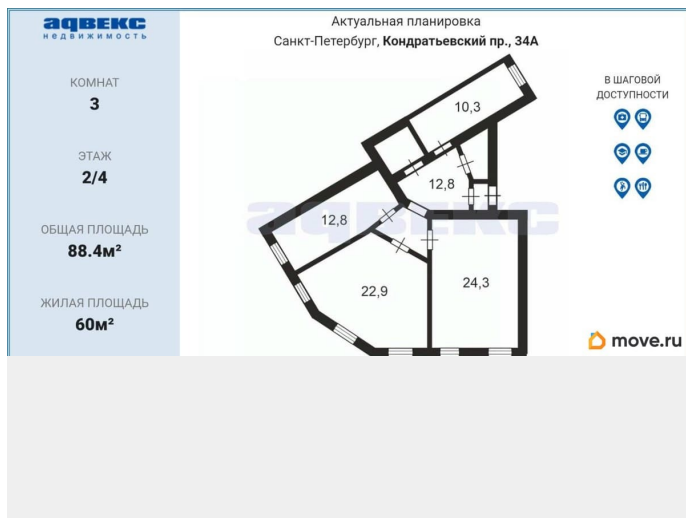 адвекс
недвижимость
КОМНАТ
3
ЭТАЖ
2/4
ОБЩАЯ ПЛОЩАДЬ
88.4м²
ЖИЛАЯ ПЛОЩАДЬ
60м²
Актуальная планировка
Санкт-Петербург, Кондратьевский пр., 34А
10,3
12,8
12,8
22,9
24,3
адвекс
В ШАГОВОЙ
ДОСТУПНОСТИ
move.ru